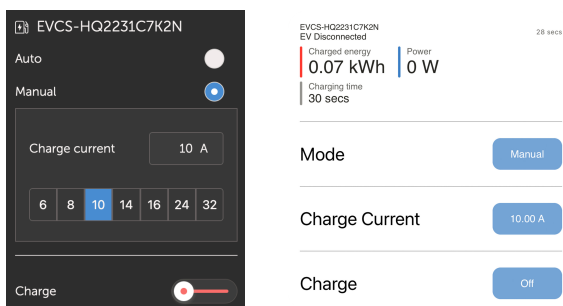 EVCS-HQ2231C7K2N
Auto
Manual
Charge current
10 A
6 8 10 14 16 24 32
Charge
EVCS-HQ2231C7K2N
EV Disconnected
28 secs
Charged energy
0.07 kWh
Power
0 W
Charging time
30 secs
Mode
Manual
Charge Current
10.00 A
Charge
Off